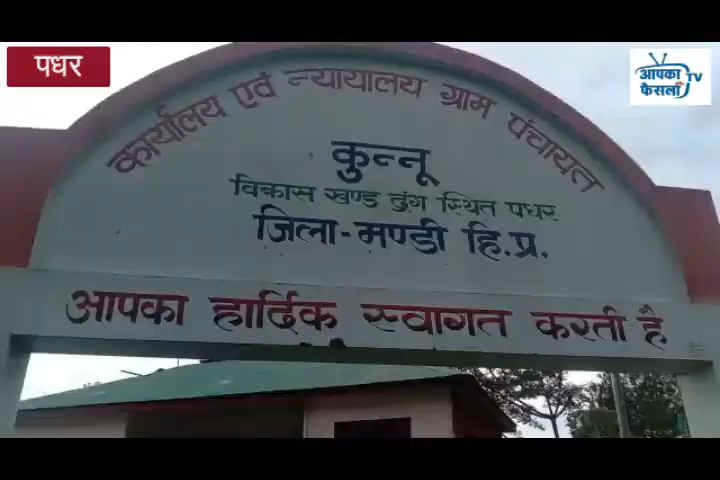 पधर
आपका TV
फैसला
कार्यालय एवं न्यायालय ग्राम पंचायत
कुन्नू
विकास खण्ड द्रंग स्थित पधर
जिला-मण्डी हि.प्र.
आपका हार्दिक स्वागत करती है